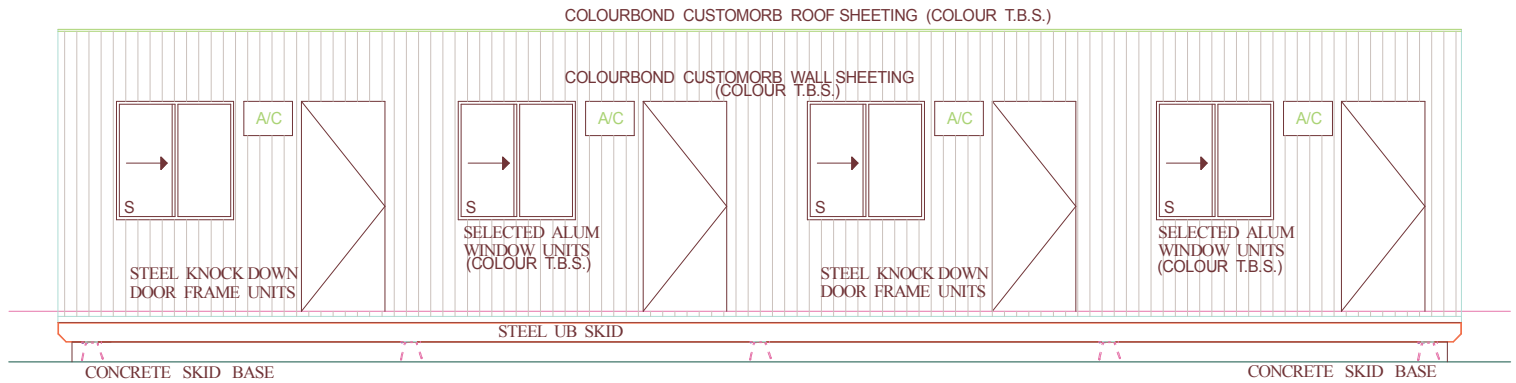 COLOURBOND CUSTOMORB ROOF SHEETING (COLOUR T.B.S.)
COLOURBOND CUSTOMORB WALL SHEETING
(COLOUR T.B.S.)
A/C
A/C
A/C
A/C
S
S
S
S
SELECTED ALUM
WINDOW UNITS
(COLOUR T.B.S.)
SELECTED ALUM
WINDOW UNITS
(COLOUR T.B.S.)
STEEL KNOCK DOWN
DOOR FRAME UNITS
STEEL KNOCK DOWN
DOOR FRAME UNITS
STEEL UB SKID
CONCRETE SKID BASE
CONCRETE SKID BASE